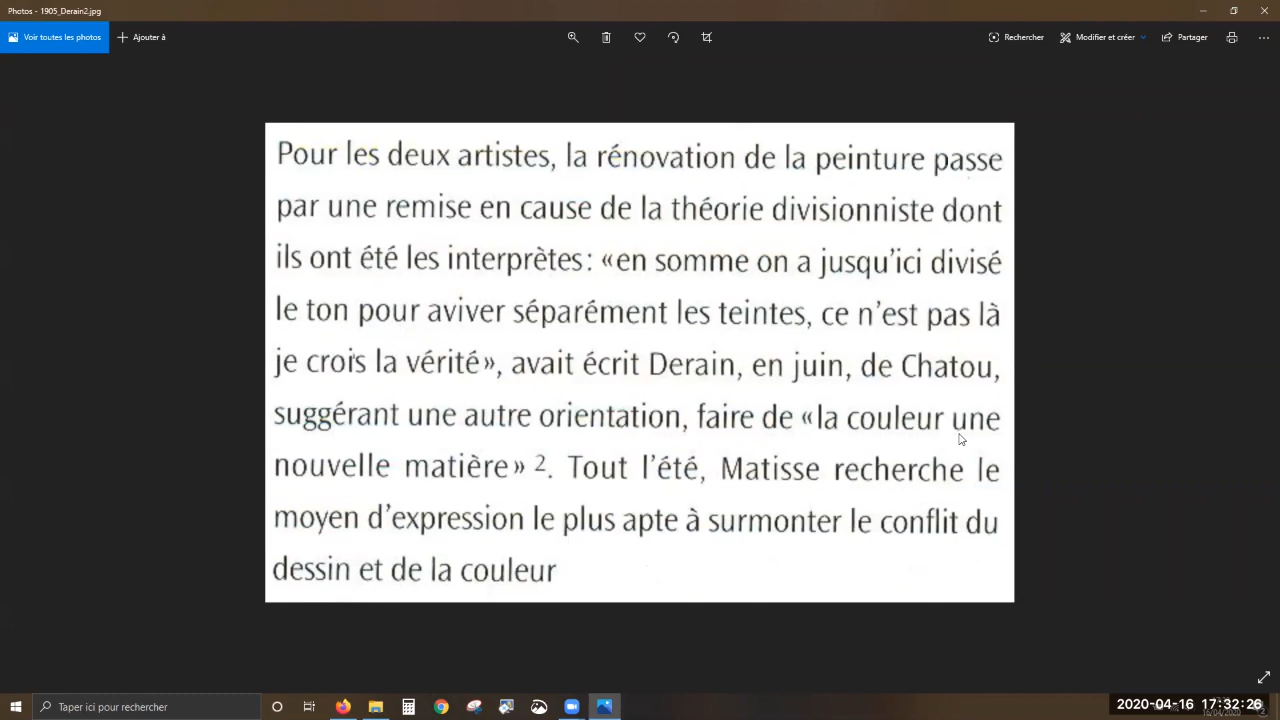 Photos - 1905_Derain2.jpg
Voir toutes les photos
Ajouter à
Rechercher
Modifier et créer
Partager
Pour les deux artistes, la rénovation de la peinture passe
par une remise en cause de la théorie divisionniste dont
ils ont été les interprètes: «en somme on a jusqu'ici divisé
le ton pour aviver séparément les teintes, ce n'est pas là
je crois la vérité», avait écrit Derain, en juin, de Chatou,
suggérant une autre orientation, faire de «la couleur une
nouvelle matière» 2. Tout l'été, Matisse recherche le
moyen d'expression le plus apte à surmonter le conflit du
dessin et de la couleur
Taper ici pour rechercher
2020-04-16 17:32:26